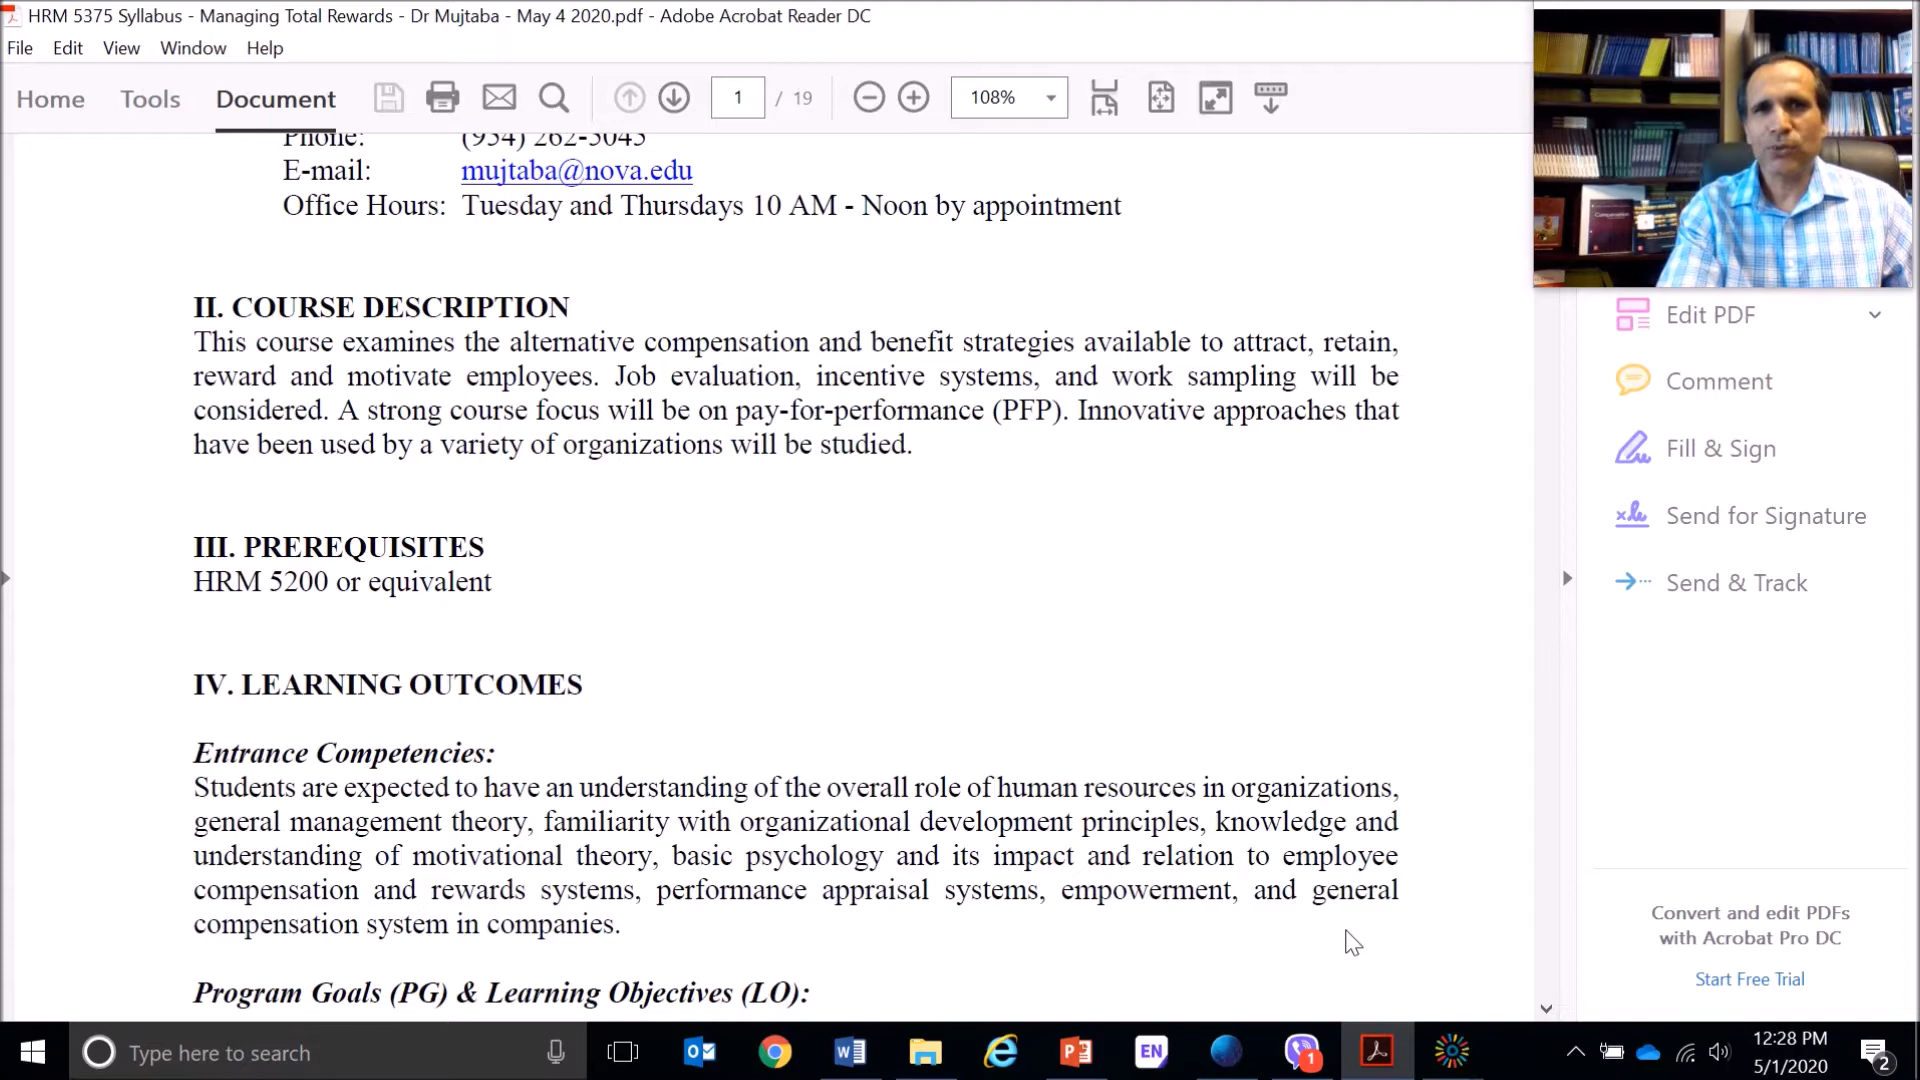 HRM 5375 Syllabus - Managing Total Rewards - Dr Mujtaba - May 4 2020.pdf - Adobe Acrobat Reader DC
File Edit View Window Help
Home Tools Document 1 / 19 108%
Phone: (954) 262-5045
E-mail: mujtaba@nova.edu
Office Hours: Tuesday and Thursdays 10 AM - Noon by appointment
II. COURSE DESCRIPTION
This course examines the alternative compensation and benefit strategies available to attract, retain,
reward and motivate employees. Job evaluation, incentive systems, and work sampling will be
considered. A strong course focus will be on pay-for-performance (PFP). Innovative approaches that
have been used by a variety of organizations will be studied.
III. PREREQUISITES
HRM 5200 or equivalent
IV. LEARNING OUTCOMES
Entrance Competencies:
Students are expected to have an understanding of the overall role of human resources in organizations,
general management theory, familiarity with organizational development principles, knowledge and
understanding of motivational theory, basic psychology and its impact and relation to employee
compensation and rewards systems, performance appraisal systems, empowerment, and general
compensation system in companies.
Program Goals (PG) & Learning Objectives (LO):
Edit PDF
Comment
Fill & Sign
Send for Signature
Send & Track
Convert and edit PDFs
with Acrobat Pro DC
Start Free Trial
Type here to search
EN
1
12:28 PM
5/1/2020
2